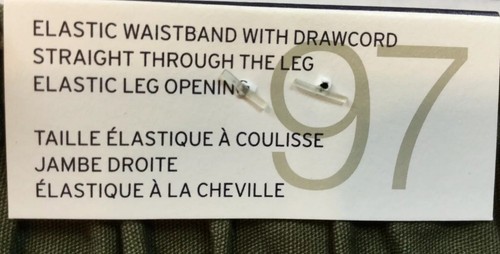 ELASTIC WAISTBAND WITH DRAWCORD
STRAIGHT THROUGH THE LEG
ELASTIC LEG OPENING
97
TAILLE ÉLASTIQUE À COULISSE
JAMBE DROITE
ÉLASTIQUE À LA CHEVILLE